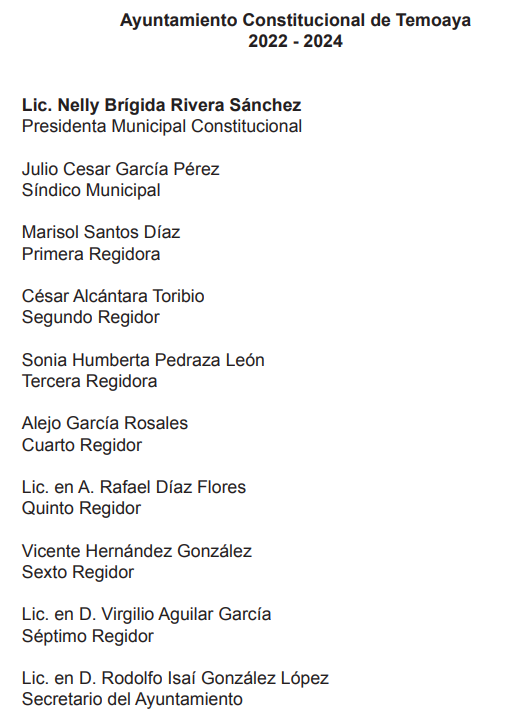 Ayuntamiento Constitucional de Temoaya
2022 - 2024
Lic. Nelly Brígida Rivera Sánchez
Presidenta Municipal Constitucional
Julio Cesar García Pérez
Síndico Municipal
Marisol Santos Díaz
Primera Regidora
César Alcántara Toribio
Segundo Regidor
Sonia Humberta Pedraza León
Tercera Regidora
Alejo García Rosales
Cuarto Regidor
Lic. en A. Rafael Díaz Flores
Quinto Regidor
Vicente Hernández González
Sexto Regidor
Lic. en D. Virgilio Aguilar García
Séptimo Regidor
Lic. en D. Rodolfo Isaí González López
Secretario del Ayuntamiento